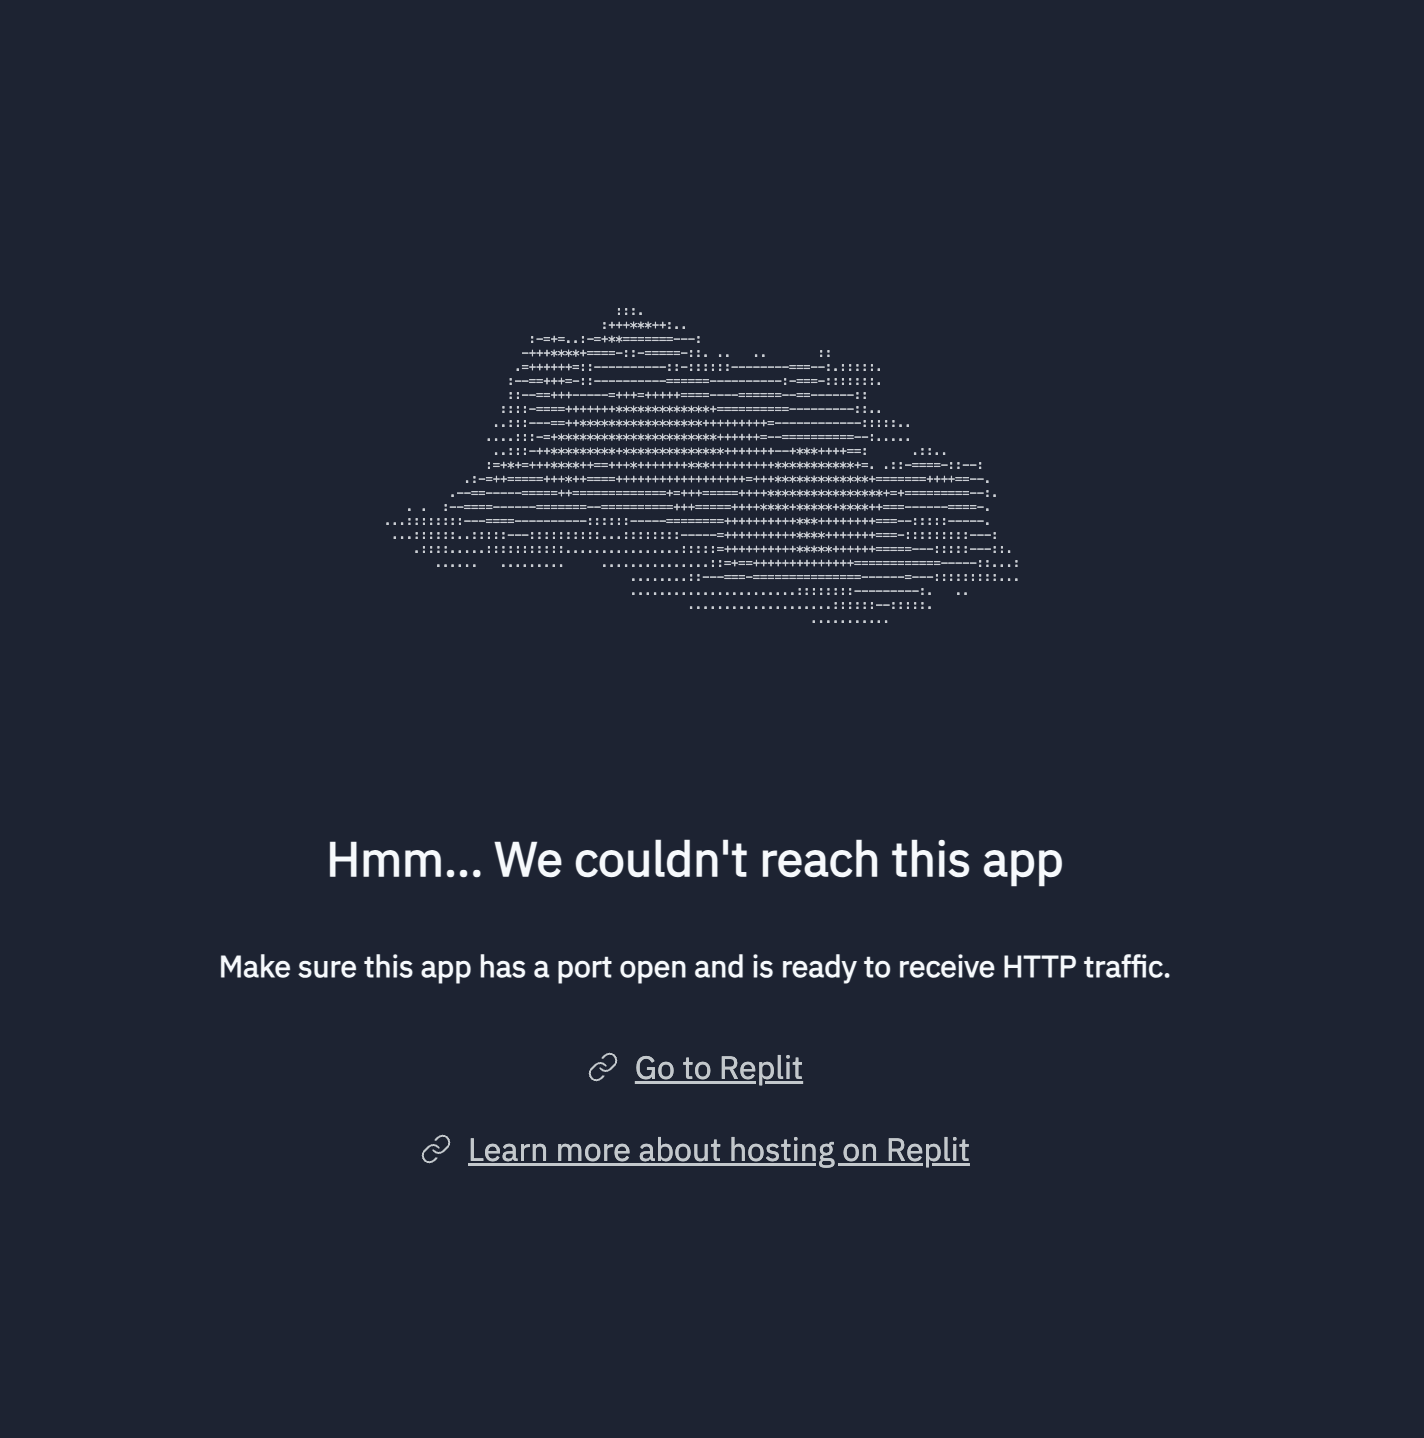 Hmm... We couldn't reach this app
Make sure this app has a port open and is ready to receive HTTP traffic.
Go to Replit
Learn more about hosting on Replit